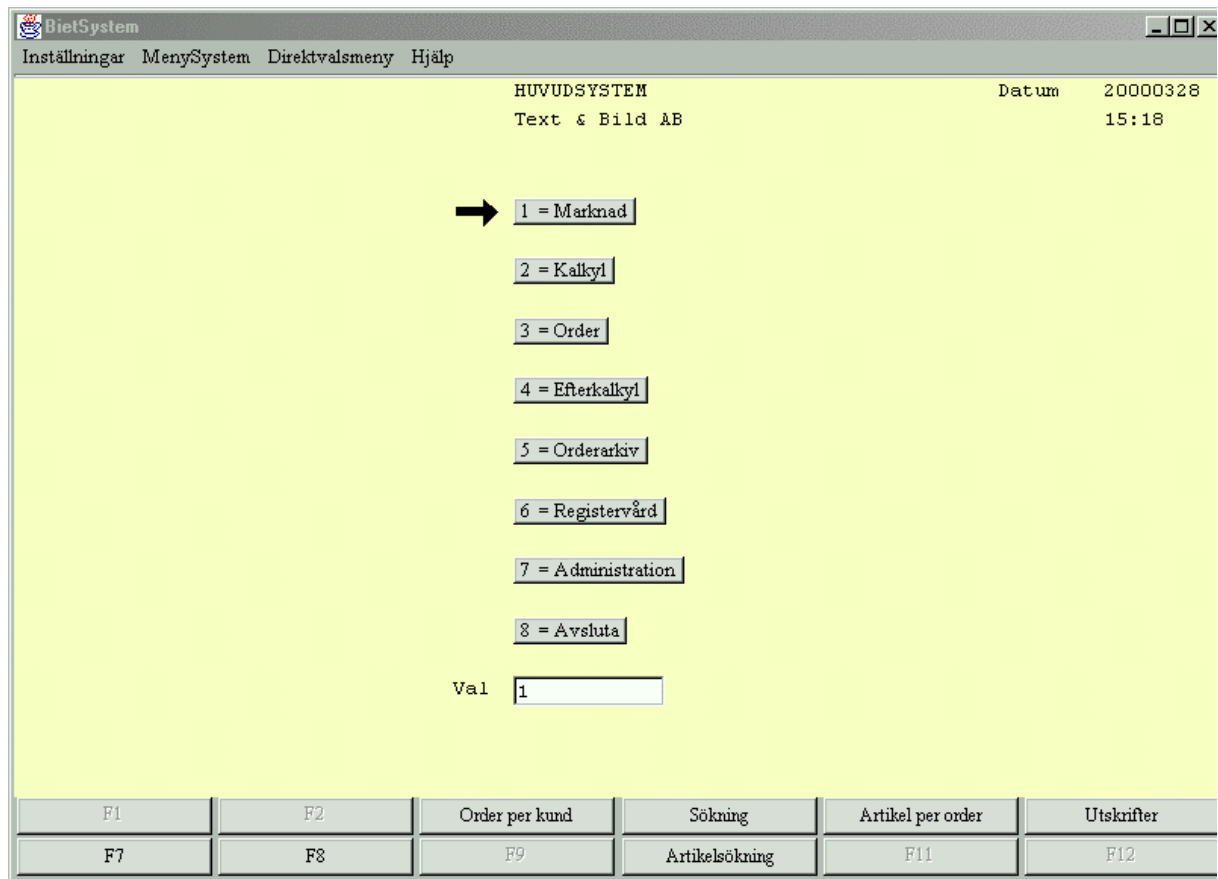 BietSystem
Inställningar MenySystem Direktvalsmeny Hjälp
HUVUDSYSTEM Datum 20000328
Text & Bild AB 15:18
1 = Marknad
2 = Kalkyl
3 = Order
4 = Efterkalkyl
5 = Orderarkiv
6 = Registervård
7 = Administration
8 = Avsluta
Val 1
F1 F2 Order per kund Sökning Artikel per order Utskrifter
F7 F8 F9 Artikelsökning F11 F12